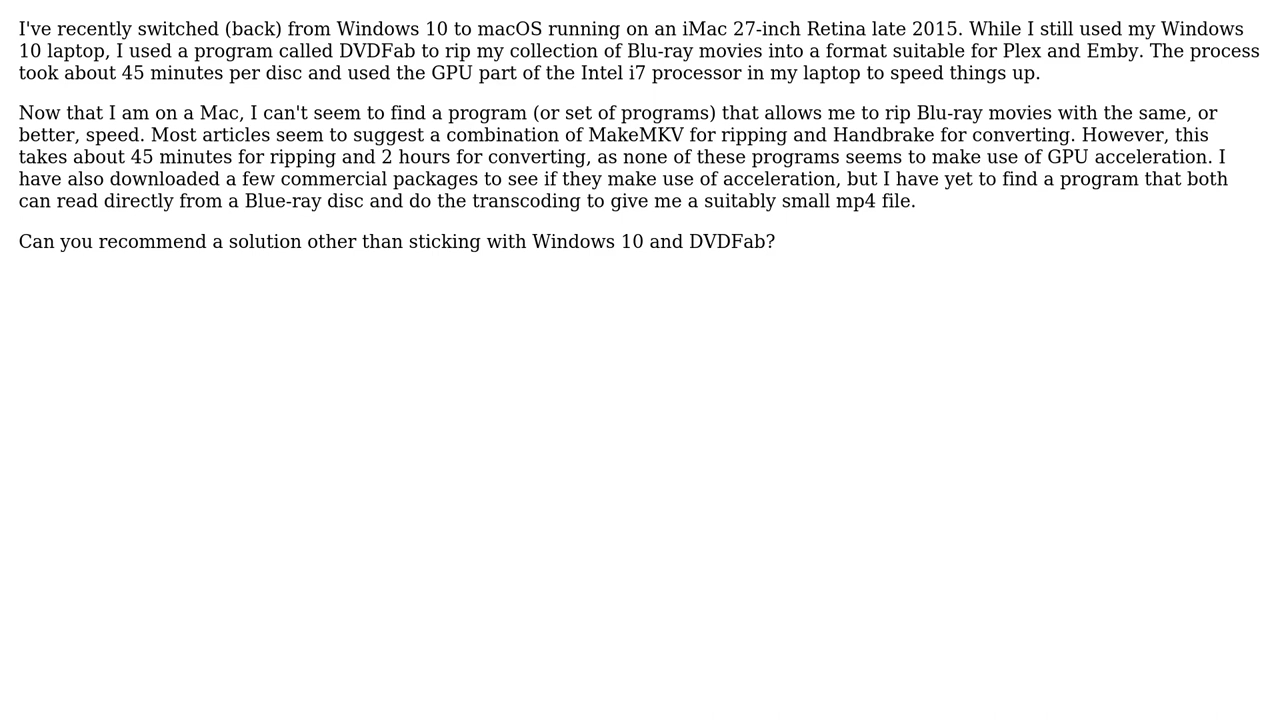 I've recently switched (back) from Windows 10 to macOS running on an iMac 27-inch Retina late 2015. While I still used my Windows
10 laptop, I used a program called DVDFab to rip my collection of Blu-ray movies into a format suitable for Plex and Emby. The process
took about 45 minutes per disc and used the GPU part of the Intel i7 processor in my laptop to speed things up.
Now that I am on a Mac, I can't seem to find a program (or set of programs) that allows me to rip Blu-ray movies with the same, or
better, speed. Most articles seem to suggest a combination of MakeMKV for ripping and Handbrake for converting. However, this
takes about 45 minutes for ripping and 2 hours for converting, as none of these programs seems to make use of GPU acceleration. I
have also downloaded a few commercial packages to see if they make use of acceleration, but I have yet to find a program that both
can read directly from a Blue-ray disc and do the transcoding to give me a suitably small mp4 file.
Can you recommend a solution other than sticking with Windows 10 and DVDFab?